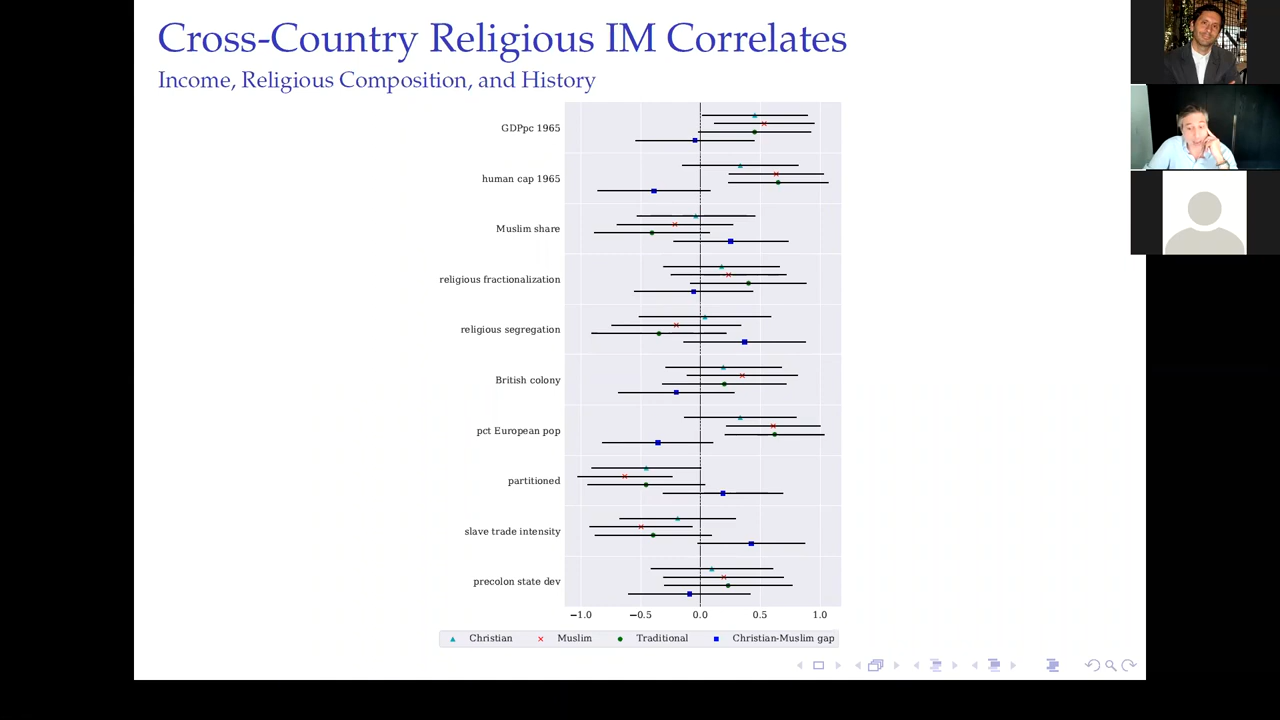 Cross-Country Religious IM Correlates
Income, Religious Composition, and History
GDPpc 1965
human cap 1965
Muslim share
religious fractionalization
religious segregation
British colony
pct European pop
partitioned
slave trade intensity
precolon state dev
−1.0 −0.5 0.0 0.5 1.0
Christian Muslim Traditional Christian-Muslim gap